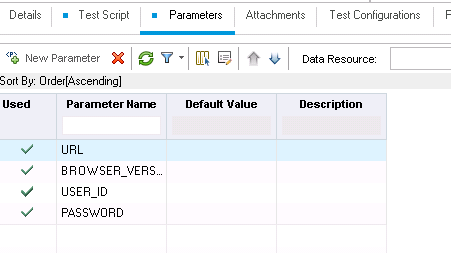 Details Test Script Parameters Attachments Test Configurations
New Parameter Data Resource:
Sort By: Order[Ascending]
Used Parameter Name Default Value Description
URL
BROWSER_VERS...
USER_ID
PASSWORD